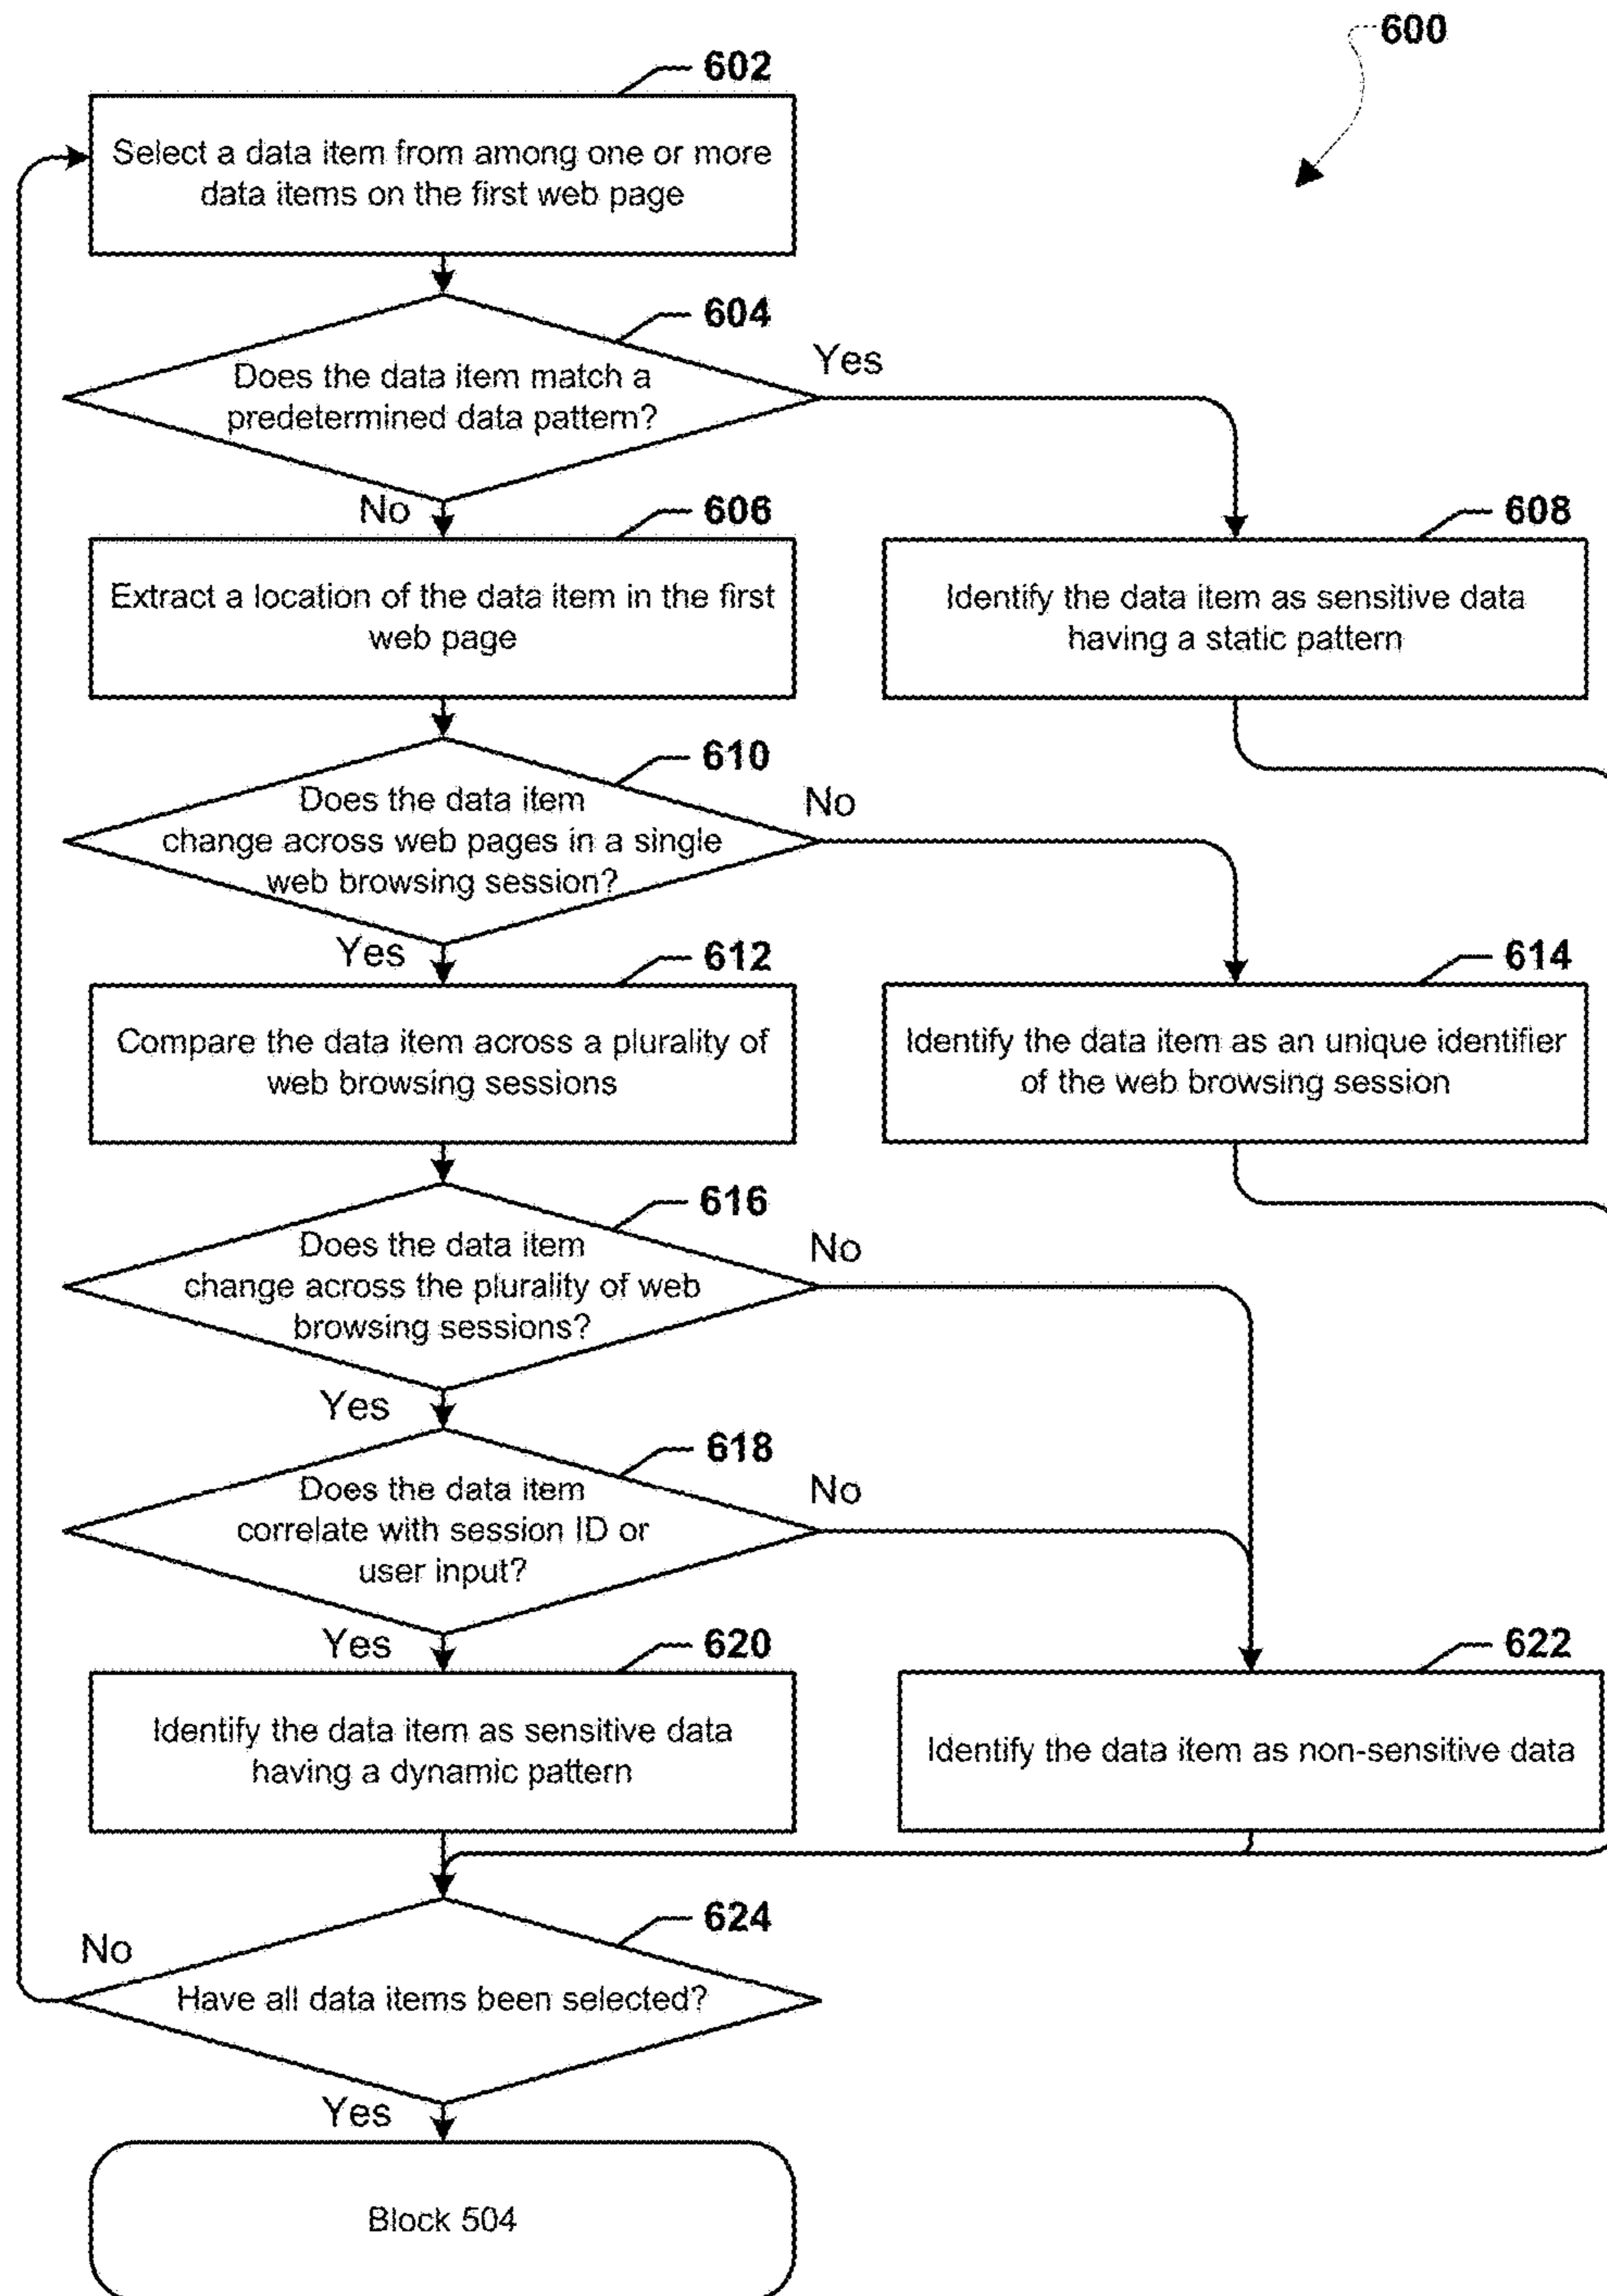 600
602
Select a data item from among one or more
data items on the first web page
604
Does the data item match a
predetermined data pattern?
Yes
No
606
Extract a location of the data item in the first
web page
608
Identify the data item as sensitive data
having a static pattern
610
Does the data item
change across web pages in a single
web browsing session?
No
Yes
612
Compare the data item across a plurality of
web browsing sessions
614
Identify the data item as an unique identifier
of the web browsing session
616
Does the data item
change across the plurality of web
browsing sessions?
No
Yes
618
Does the data item
correlate with session ID or
user input?
No
Yes
620
Identify the data item as sensitive data
having a dynamic pattern
622
Identify the data item as non-sensitive data
624
Have all data items been selected?
No
Yes
Block 504